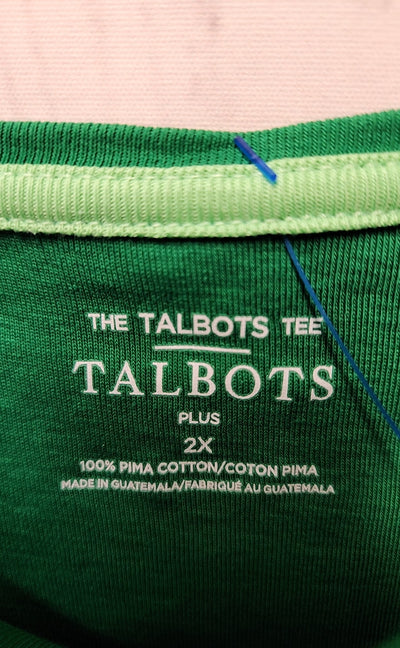 THE TALBOTS TEE
TALBOTS
PLUS
2X
100% PIMA COTTON/COTON PIMA
MADE IN GUATEMALA/FABRIQUÉ AU GUATEMALA